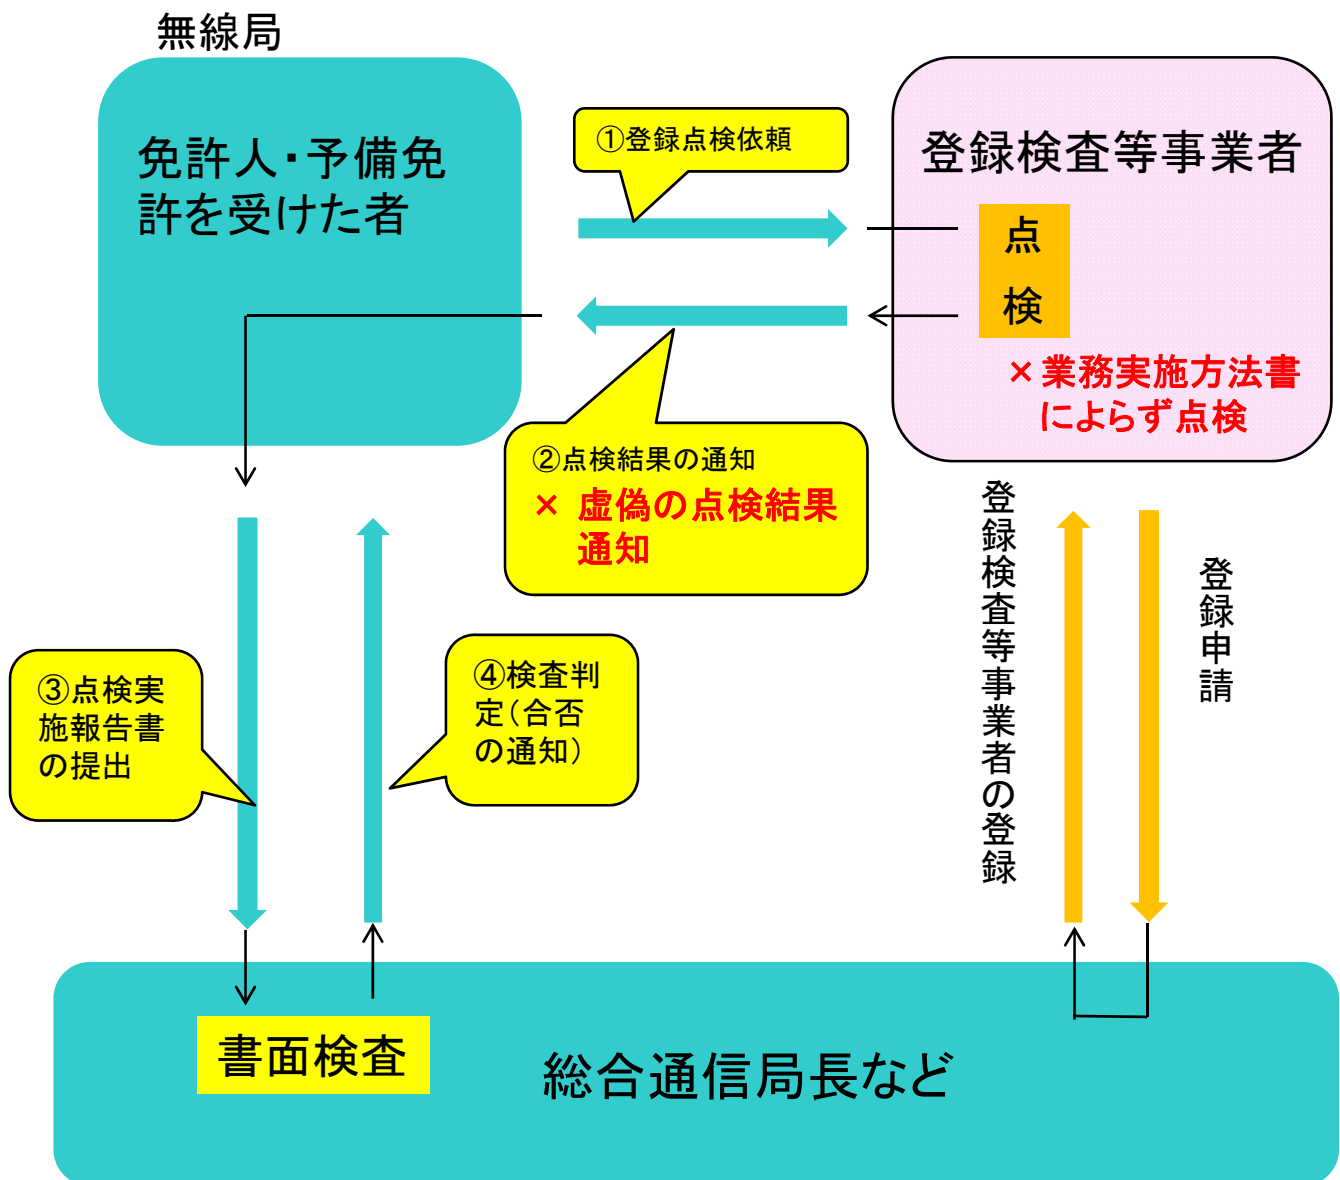 無線局
免許人・予備免
許を受けた者
①登録点検依頼
登録検査等事業者
点
検
×業務実施方法書
によらず点検
②点検結果の通知
× 虚偽の点検結果
通知
③点検実
施報告書
の提出
④検査判
定（合否
の通知）
登録検査等事業者の登録
登録申請
書面検査
総合通信局長など